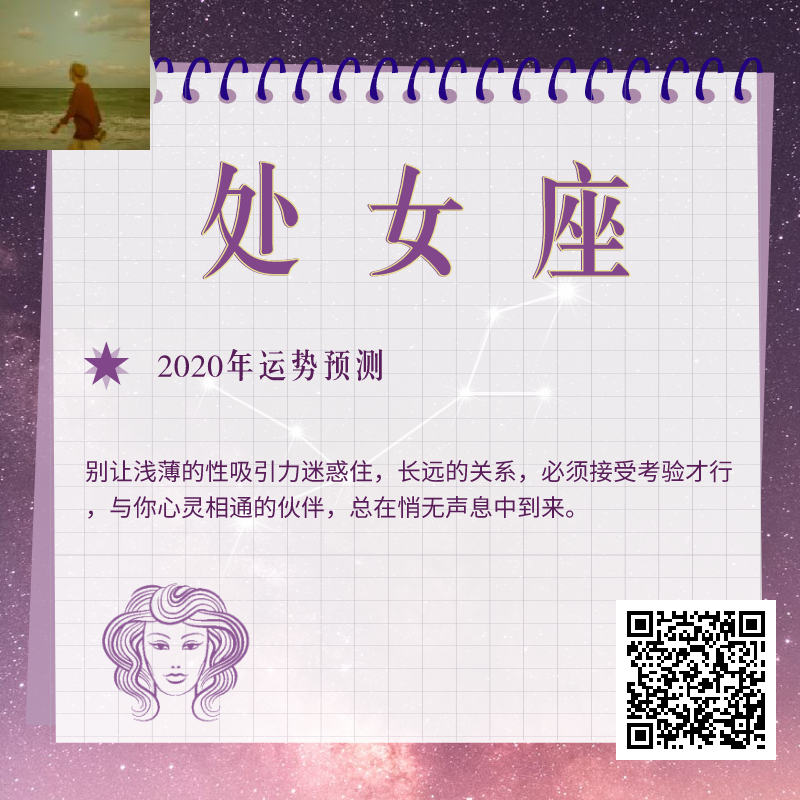 处女座
2020年运势预测
别让浅薄的性吸引力迷惑住，长远的关系，必须接受考验才行
，与你心灵相通的伙伴，总在悄无声息中到来。